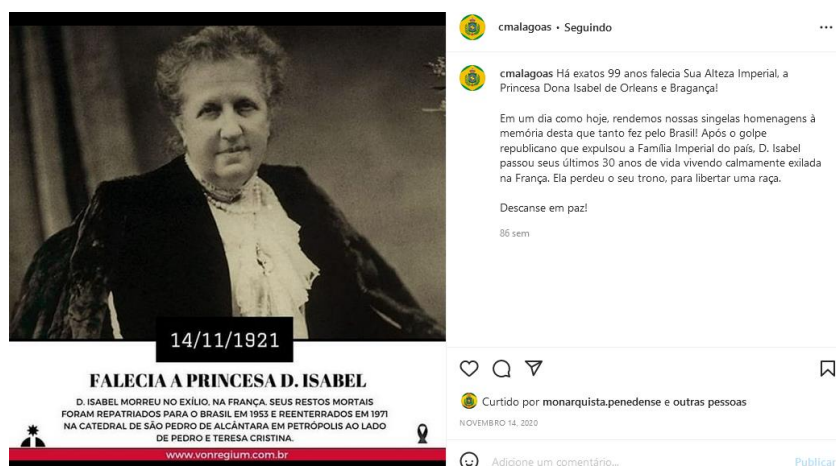 14/11/1921
FALECIA A PRINCESA D. ISABEL
D. ISABEL MORREU NO EXÍLIO, NA FRANÇA. SEUS RESTOS MORTAIS
FORAM REPATRIADOS PARA O BRASIL EM 1953 E REENTERRADOS EM 1971
NA CATEDRAL DE SÃO PEDRO DE ALCÂNTARA EM PETRÓPOLIS AO LADO
DE PEDRO E TERESA CRISTINA.
www.vonregium.com.br
cmalagoas • Seguindo
cmalagoas Há exatos 99 anos falecia Sua Alteza Imperial, a
Princesa Dona Isabel de Orleans e Bragança!
Em um dia como hoje, rendemos nossas singelas homenagens à
memória desta que tanto fez pelo Brasil! Após o golpe
republicano que expulsou a Família Imperial do país, D. Isabel
passou seus últimos 30 anos de vida vivendo calmamente exilada
na França. Ela perdeu o seu trono, para libertar uma raça.
Descanse em paz!
86 sem
Curtido por monarquista.penedense e outras pessoas
NOVEMBRO 14, 2020
Adicione um comentário...
Publicar